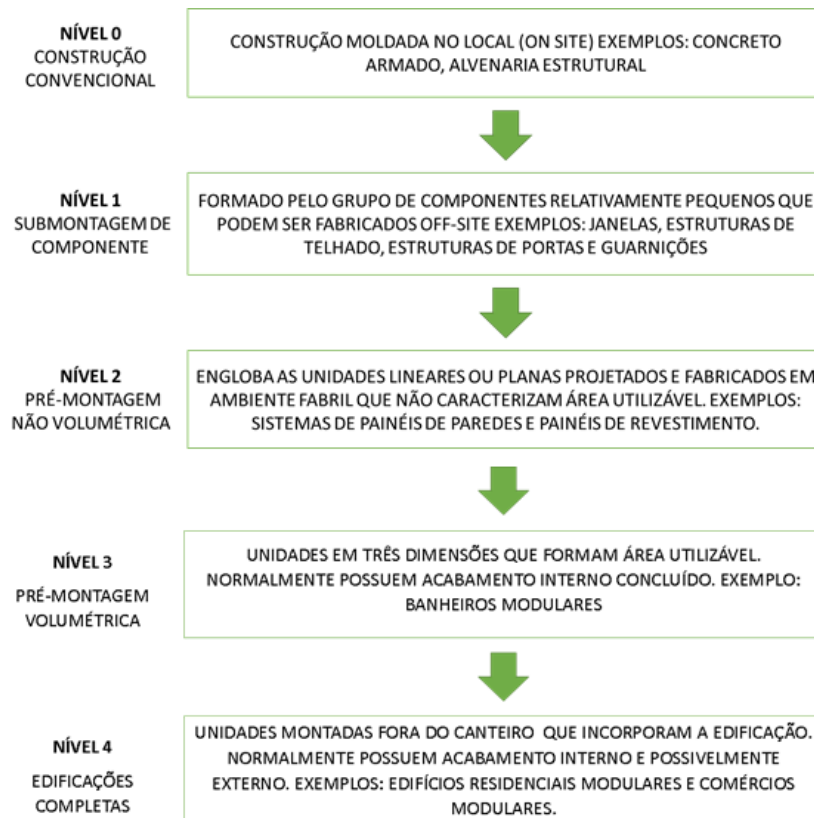 NÍVEL 0
CONSTRUÇÃO
CONVENCIONAL
CONSTRUÇÃO MOLDADA NO LOCAL (ON SITE) EXEMPLOS: CONCRETO
ARMADO, ALVENARIA ESTRUTURAL
NÍVEL 1
SUBMONTAGEM DE
COMPONENTE
FORMADO PELO GRUPO DE COMPONENTES RELATIVAMENTE PEQUENOS QUE
PODEM SER FABRICADOS OFF-SITE EXEMPLOS: JANELAS, ESTRUTURAS DE
TELHADO, ESTRUTURAS DE PORTAS E GUARNIÇÕES
NÍVEL 2
PRÉ-MONTAGEM
NÃO VOLUMÉTRICA
ENGLOBA AS UNIDADES LINEARES OU PLANAS PROJETADOS E FABRICADOS EM
AMBIENTE FABRIL QUE NÃO CARACTERIZAM ÁREA UTILIZÁVEL. EXEMPLOS:
SISTEMAS DE PAINÉIS DE PAREDES E PAINÉIS DE REVESTIMENTO.
NÍVEL 3
PRÉ-MONTAGEM
VOLUMÉTRICA
UNIDADES EM TRÊS DIMENSÕES QUE FORMAM ÁREA UTILIZÁVEL.
NORMALMENTE POSSUEM ACABAMENTO INTERNO CONCLUÍDO. EXEMPLO:
BANHEIROS MODULARES
NÍVEL 4
EDIFICAÇÕES
COMPLETAS
UNIDADES MONTADAS FORA DO CANTEIRO QUE INCORPORAM A EDIFICAÇÃO.
NORMALMENTE POSSUEM ACABAMENTO INTERNO E POSSIVELMENTE
EXTERNO. EXEMPLOS: EDIFÍCIOS RESIDENCIAIS MODULARES E COMÉRCIOS
MODULARES.